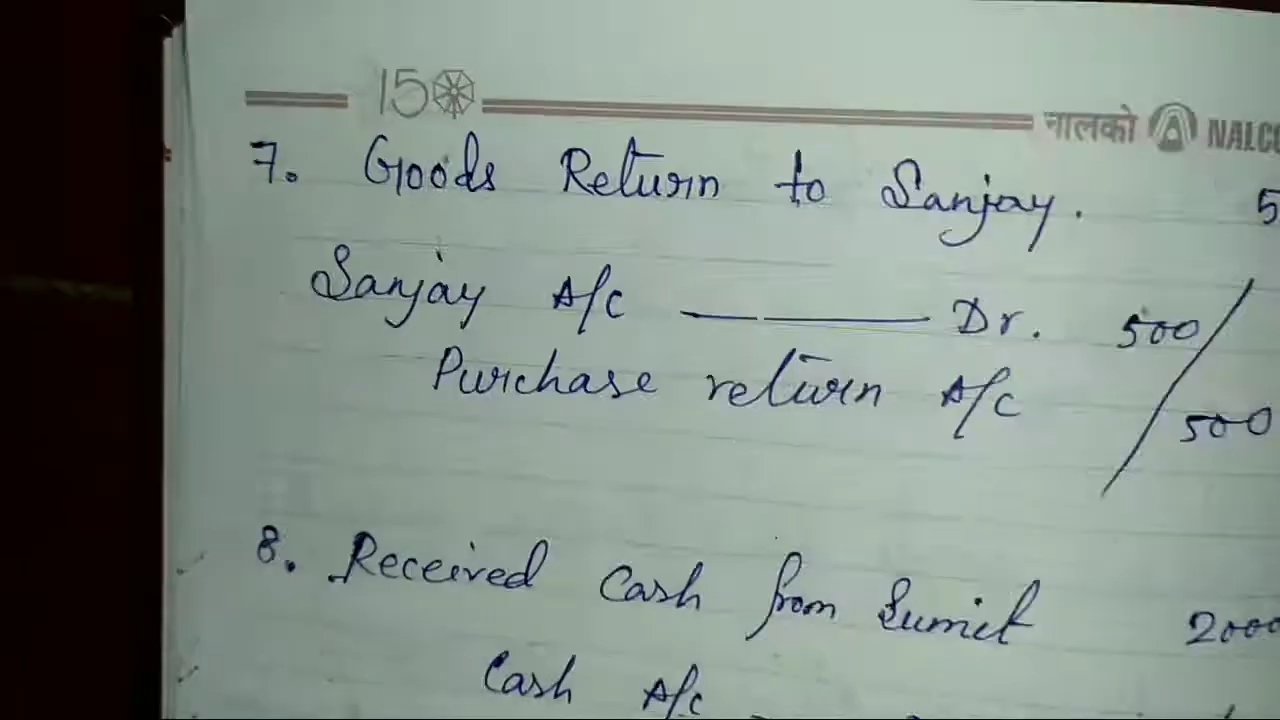 150 नालको NALCO
7. Goods Return to Sanjay. 5
Sanjay A/c ——— Dr. 500
Purchase return A/c 500
8. Received Cash from Sumit 2000
Cash A/c